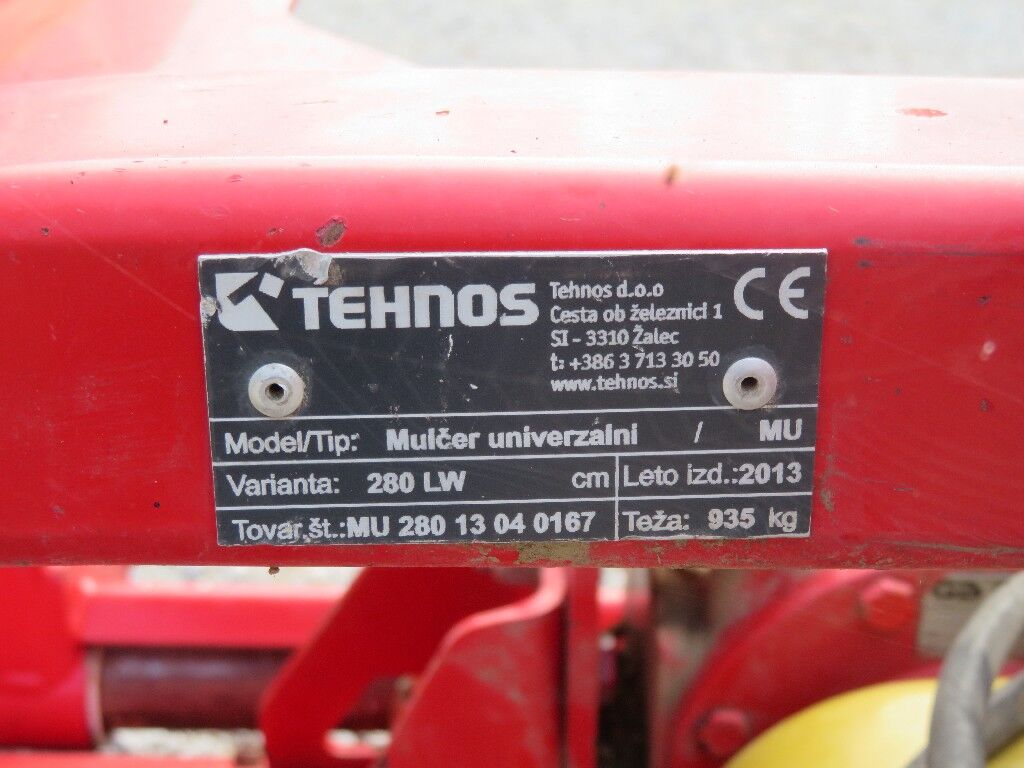 TEHNOS
Tehnos d.o.o
Cesta ob železnici 1
SI - 3310 Žalec
t: +386 3 713 30 50
www.tehnos.si
CE
Model/Tip: Mulčer univerzalni / MU
Varianta: 280 LW cm
Leto izd.:2013
Tovar.št.:MU 280 13 04 0167
Teža: 935 kg